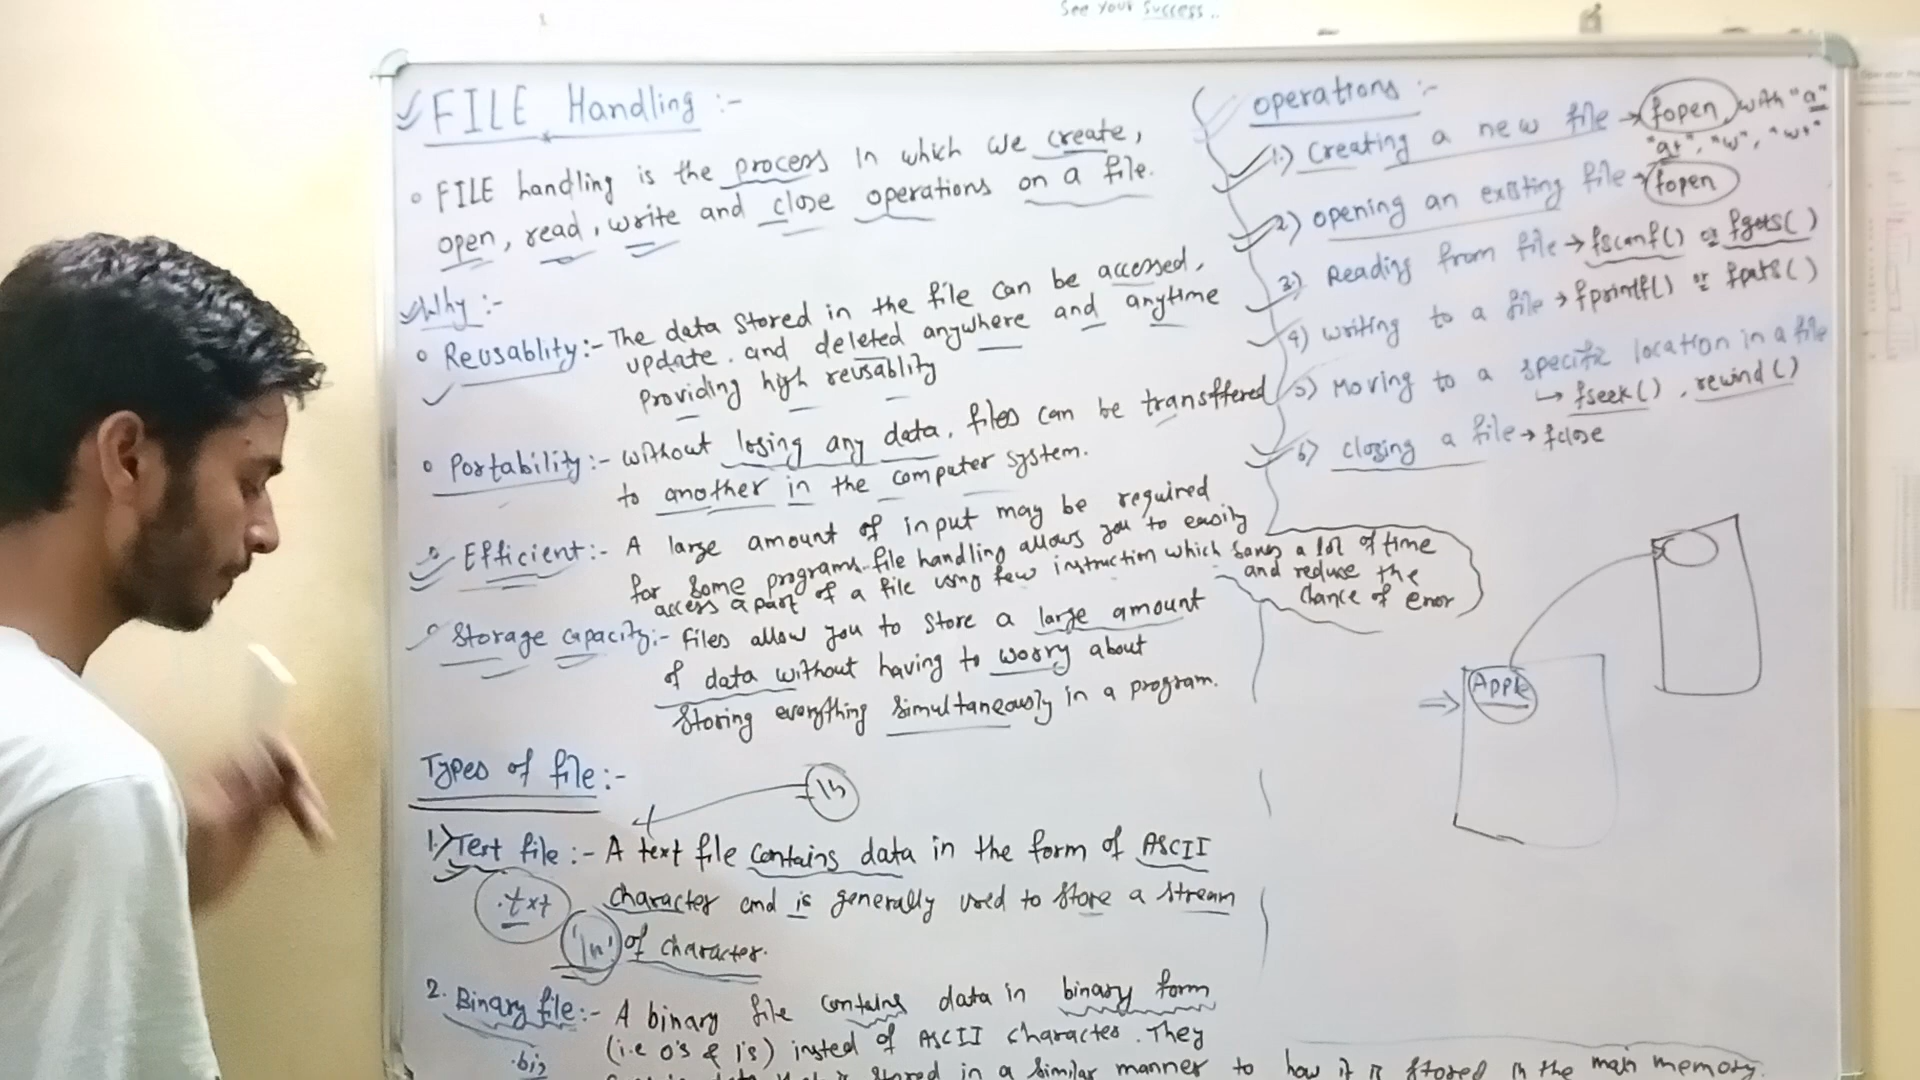 See your Success..
FILE Handling :-
• FILE handling is the process in which we create,
open, read, write and close operations on a file.
Why :-
• Reusablity:- The data stored in the file can be accessed,
update. and deleted anywhere and anytime
Providing high reusablity
• Portability:- Without losing any data, files can be transffered
to another in the computer system.
• Efficient:- A large amount of input may be required
for some programs. file handling allows you to easily
access a part of a file using few instruction which saves a lot of time
and reduce the
chance of error
• Storage capacity:- Files allow you to store a large amount
of data without having to worry about
storing everything simultaneously in a program.
Types of file:-
1.) Text file :- A text file contains data in the form of ASCII
character and is generally used to store a stream
of character.
.txt
'\n'
2. Binary file:- A binary file contains data in binary form
(i.e 0's & 1's) insted of ASCII character. They
.bin
stored in a similar manner to how it is stored in the main memory.
operations :-
1.) Creating a new file → fopen with "a"
"a+", "w", "w+"
2) opening an existing file → fopen
3.) Reading from file → fscanf() or fgets()
4) writing to a file → fprintf() or fputs()
5) Moving to a specific location in a file
↳ fseek(), rewind()
6) closing a file → fclose
Apple